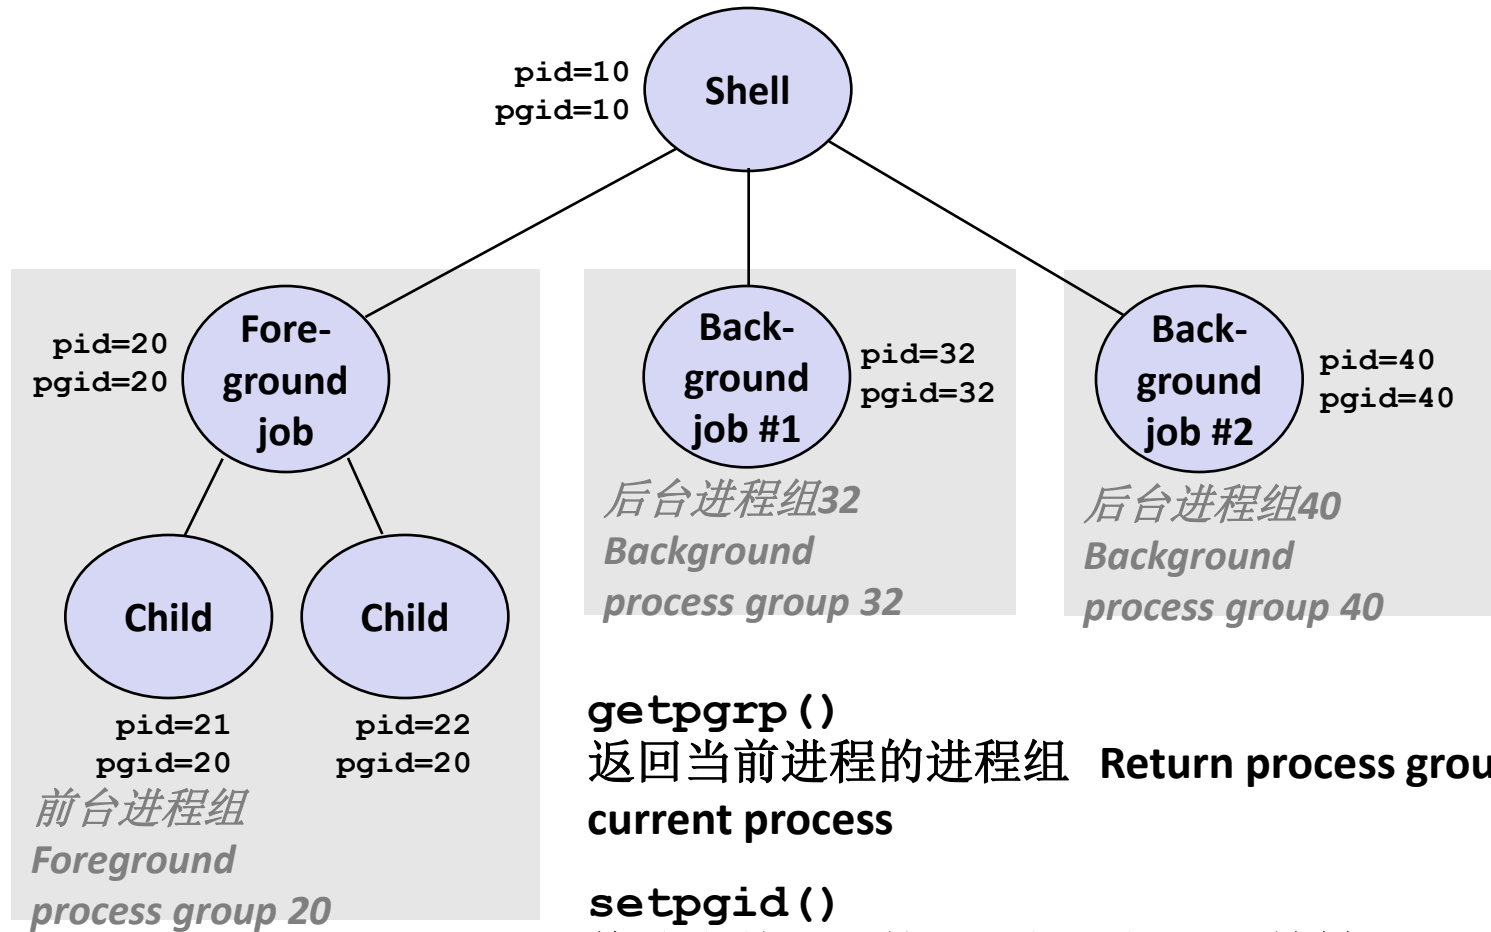 pid=10
pgid=10
Shell
pid=20
pgid=20
Fore-
ground
job
Back-
ground
job #1
pid=32
pgid=32
Back-
ground
job #2
pid=40
pgid=40
后台进程组32
Background
process group 32
后台进程组40
Background
process group 40
Child
Child
pid=21
pgid=20
pid=22
pgid=20
前台进程组
Foreground
process group 20
getpgrp()
返回当前进程的进程组 Return process grou
current process
setpgid()